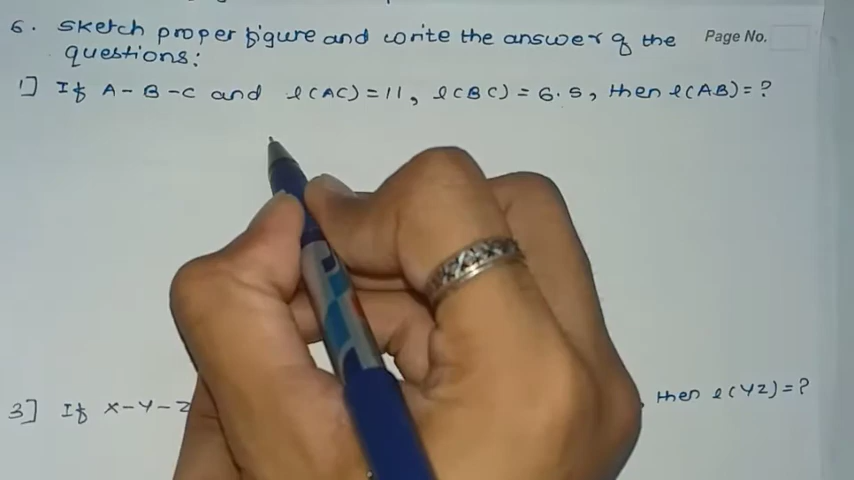 6. Sketch proper figure and write the answer of the
Page No.
questions:
1] If A-B-C and l(AC)=11, l(BC)=6.5, then l(AB)=?
3] If X-Y-Z
, then l(YZ)=?